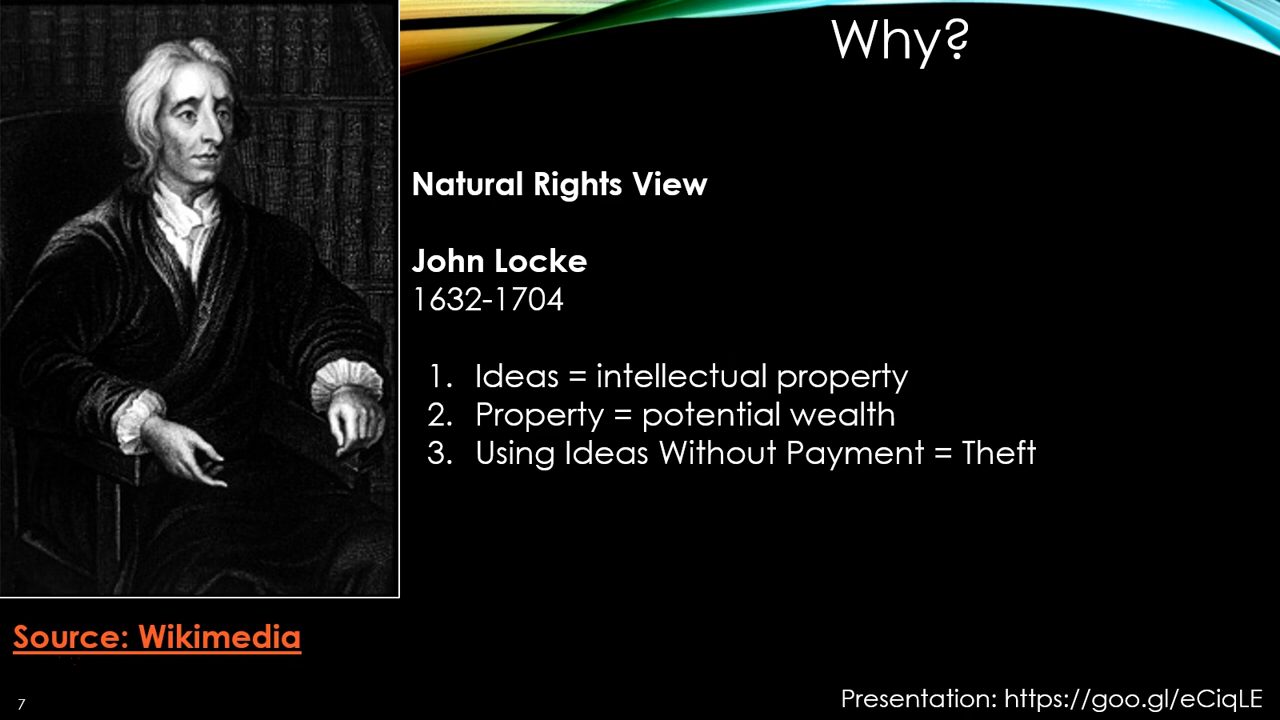 Why?
Natural Rights View
John Locke
1632-1704
1. Ideas = intellectual property
2. Property = potential wealth
3. Using Ideas Without Payment = Theft
Source: Wikimedia
7
Presentation: https://goo.gl/eCiqLE